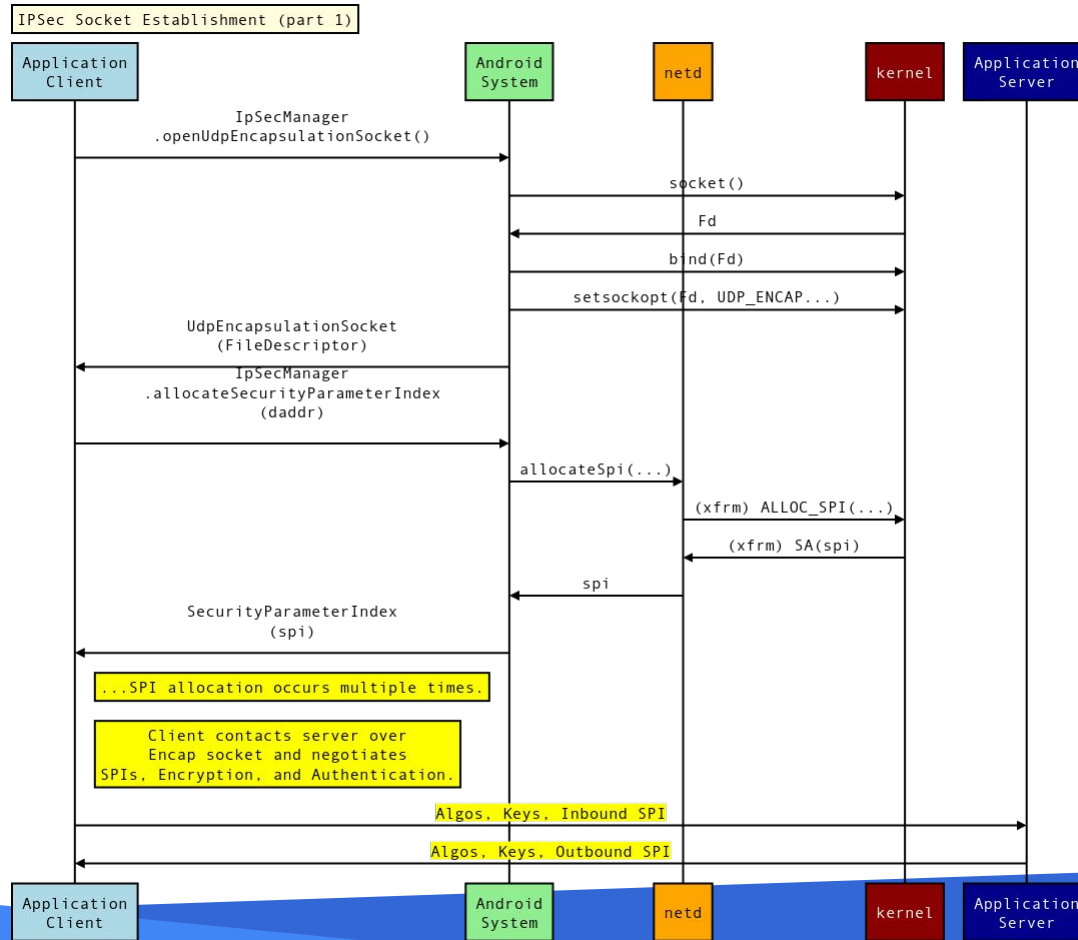 IPSec Socket Establishment (part 1)
Application
Client
Android
System
netd
kernel
Application
Server
IpSecManager
.openUdpEncapsulationSocket()
socket()
Fd
bind(Fd)
setsockopt(Fd, UDP_ENCAP...)
UdpEncapsulationSocket
(FileDescriptor)
IpSecManager
.allocateSecurityParameterIndex
(daddr)
allocateSpi(...)
(xfrm) ALLOC_SPI(...)
(xfrm) SA(spi)
spi
SecurityParameterIndex
(spi)
...SPI allocation occurs multiple times.
Client contacts server over
Encap socket and negotiates
SPIs, Encryption, and Authentication.
Algos, Keys, Inbound SPI
Algos, Keys, Outbound SPI
Application
Client
Android
System
netd
kernel
Application
Server